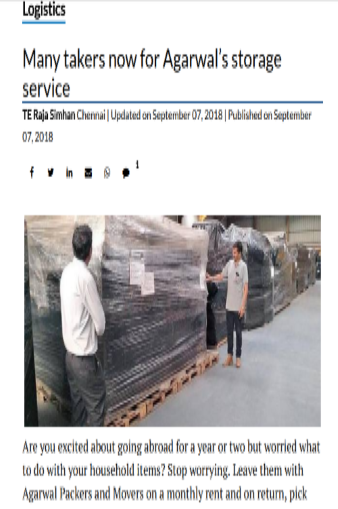 Logistics
Many takers now for Agarwal's storage
service
TE Raja Simhan Chennai | Updated on September 07, 2018 | Published on September
07, 2018
1
Are you excited about going abroad for a year or two but worried what
to do with your household items? Stop worrying. Leave them with
Agarwal Packers and Movers on a monthly rent and on return, pick